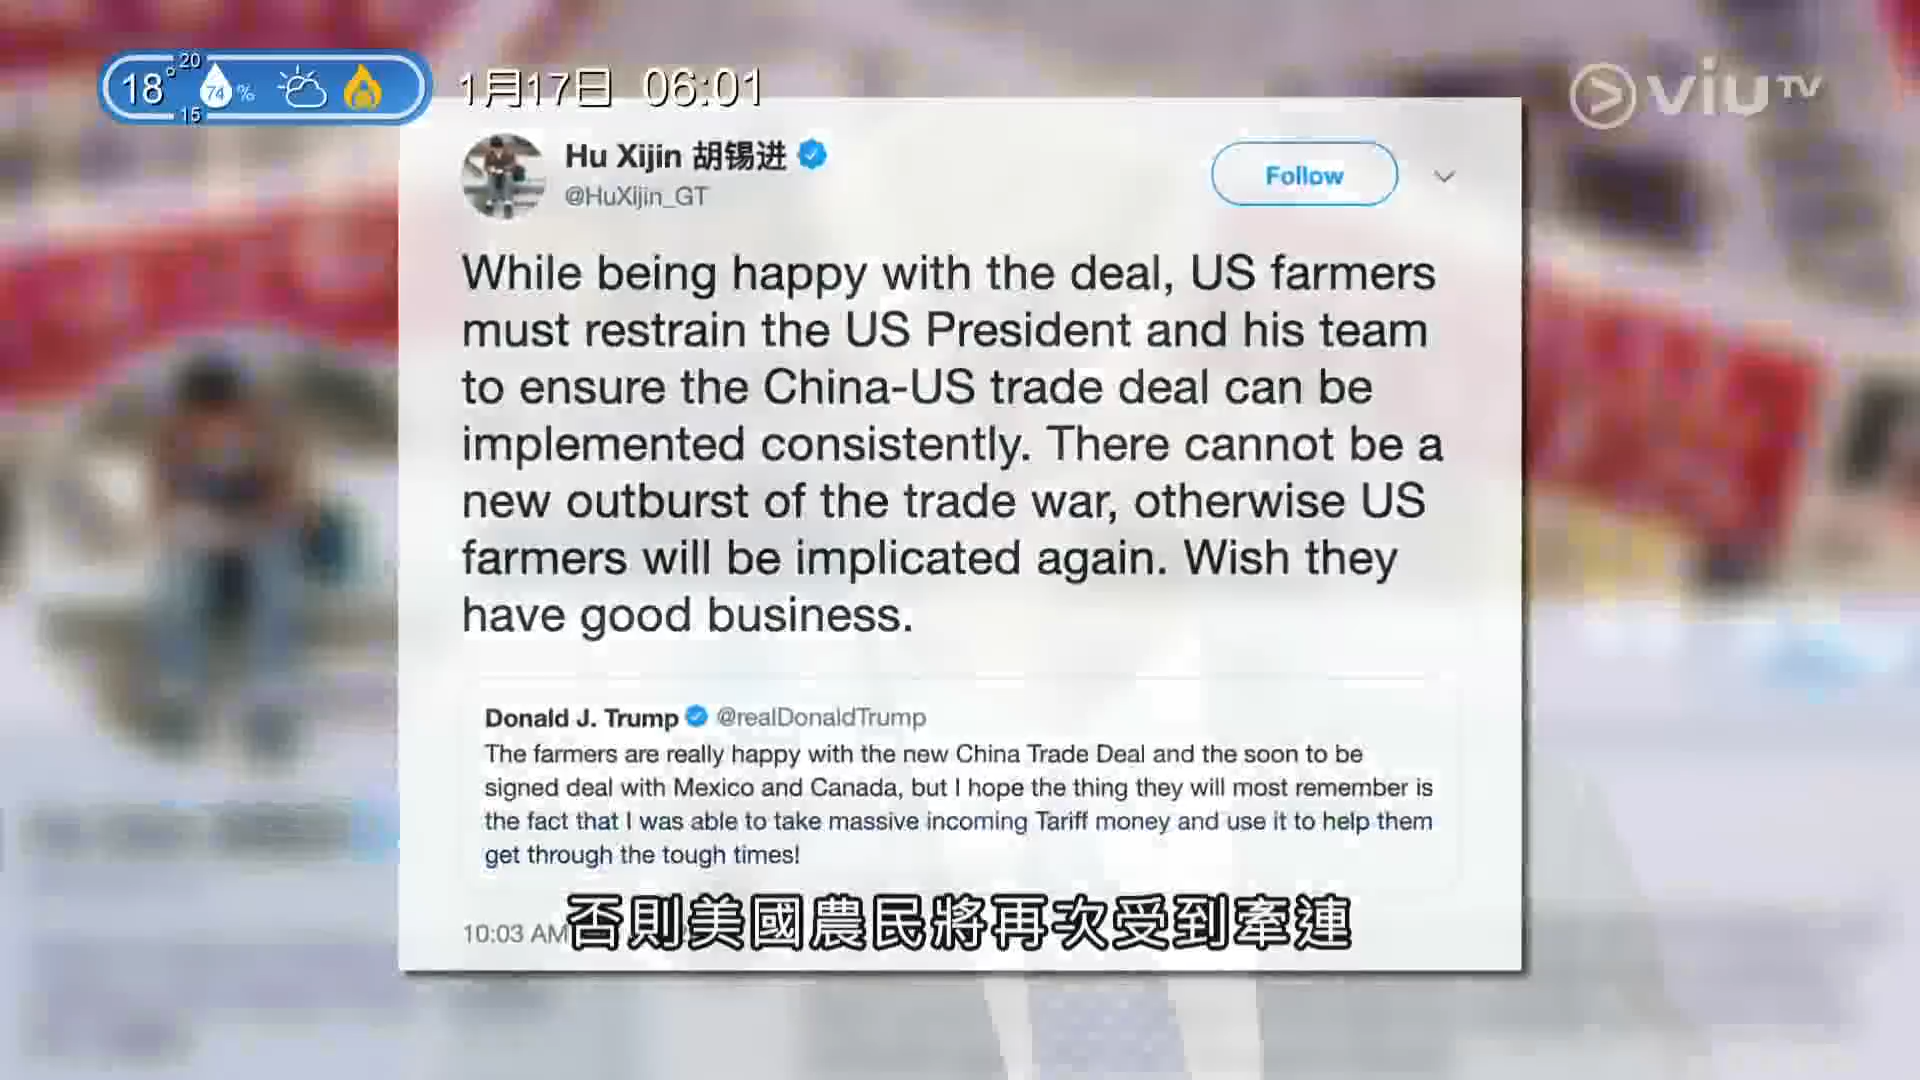 18°
20
15
74 %
1月17日 06:01
viu TV
Hu Xijin 胡锡进
@HuXijin_GT
Follow
While being happy with the deal, US farmers
must restrain the US President and his team
to ensure the China-US trade deal can be
implemented consistently. There cannot be a
new outburst of the trade war, otherwise US
farmers will be implicated again. Wish they
have good business.
Donald J. Trump @realDonaldTrump
The farmers are really happy with the new China Trade Deal and the soon to be
signed deal with Mexico and Canada, but I hope the thing they will most remember is
the fact that I was able to take massive incoming Tariff money and use it to help them
get through the tough times!
10:03 AM
否則美國農民將再次受到牽連